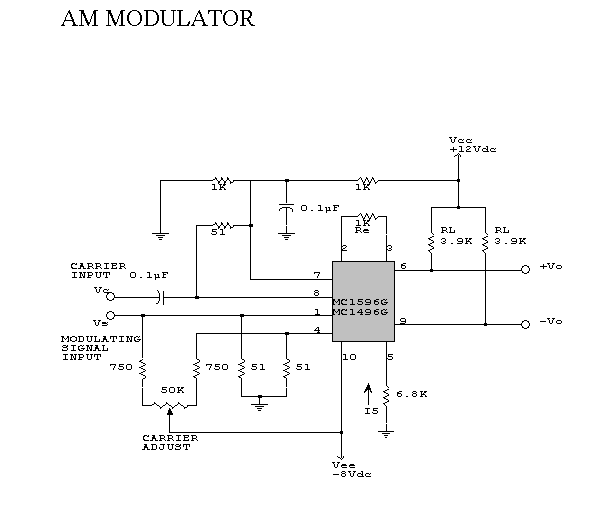 AM MODULATOR
Vcc
+12Vdc
1K
1K
0.1µF
51
1K
Re
RL
3.9K
RL
3.9K
2
3
CARRIER
INPUT
0.1µF
7
6
+Vo
Vc
8
MC1596G
MC1496G
1
Vs
9
-Vo
MODULATING
SIGNAL
INPUT
4
10
5
750
750
51
51
50K
6.8K
I5
CARRIER
ADJUST
Vee
-8Vdc